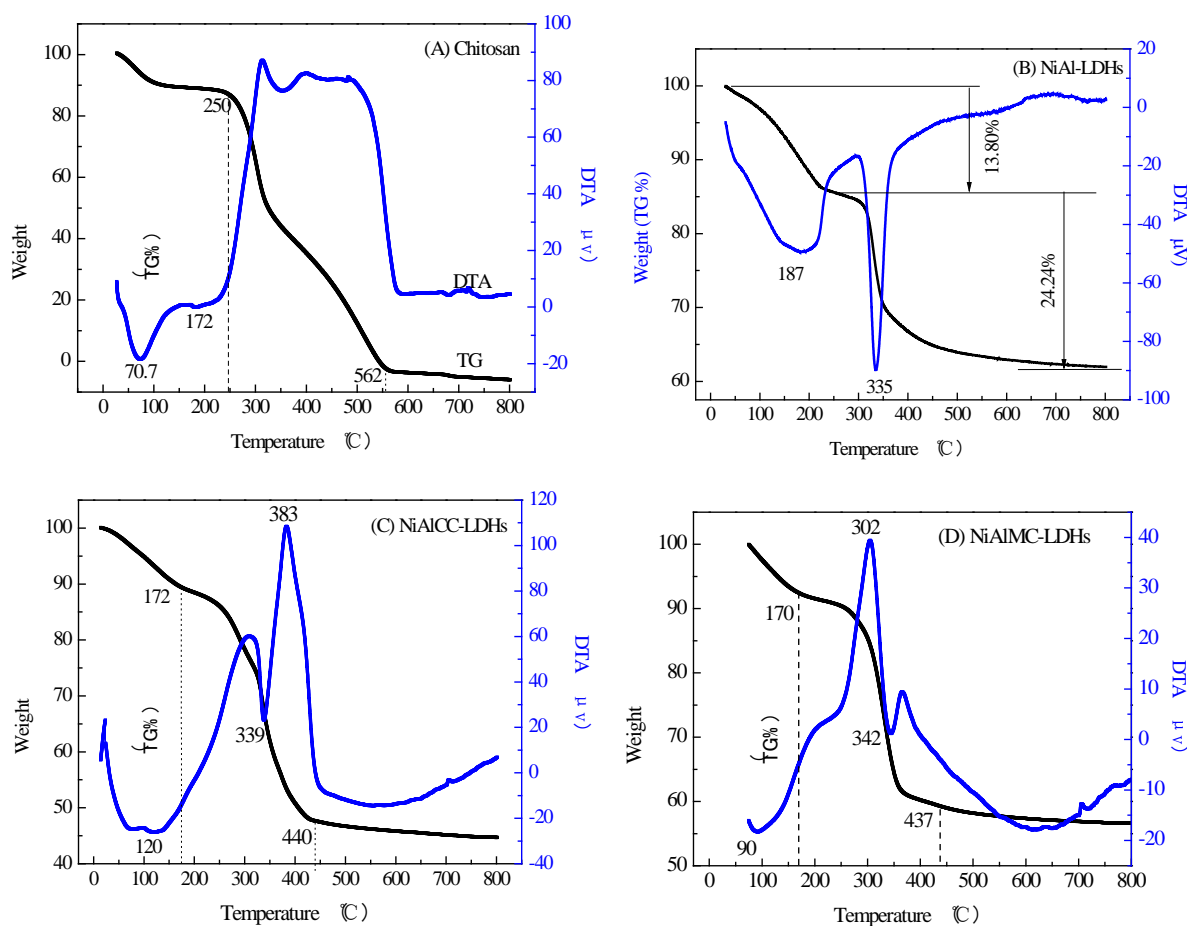 (A) Chitosan
100
80
60
40
20
0
Weight
(TG%)
250
172
70.7
562
DTA
TG
100
80
60
40
20
0
-20
DTA μv)
0 100 200 300 400 500 600 700 800
Temperature ℃)
(B) NiAl-LDHs
100
90
80
70
60
Weight (TG %)
13.80%
24.24%
187
335
20
0
-20
-40
-60
-80
-100
DTA μV)
0 100 200 300 400 500 600 700 800
Temperature ℃)
(C) NiAlCC-LDHs
100
90
80
70
60
50
40
Weight
(TG%)
383
172
339
120
440
120
100
80
60
40
20
0
-20
-40
DTA μv)
0 100 200 300 400 500 600 700 800
Temperature ℃)
(D) NiAlMC-LDHs
100
90
80
70
60
50
Weight
(TG%)
302
170
342
437
90
40
30
20
10
0
-10
-20
DTA μv)
0 100 200 300 400 500 600 700 800
Temperature ℃)